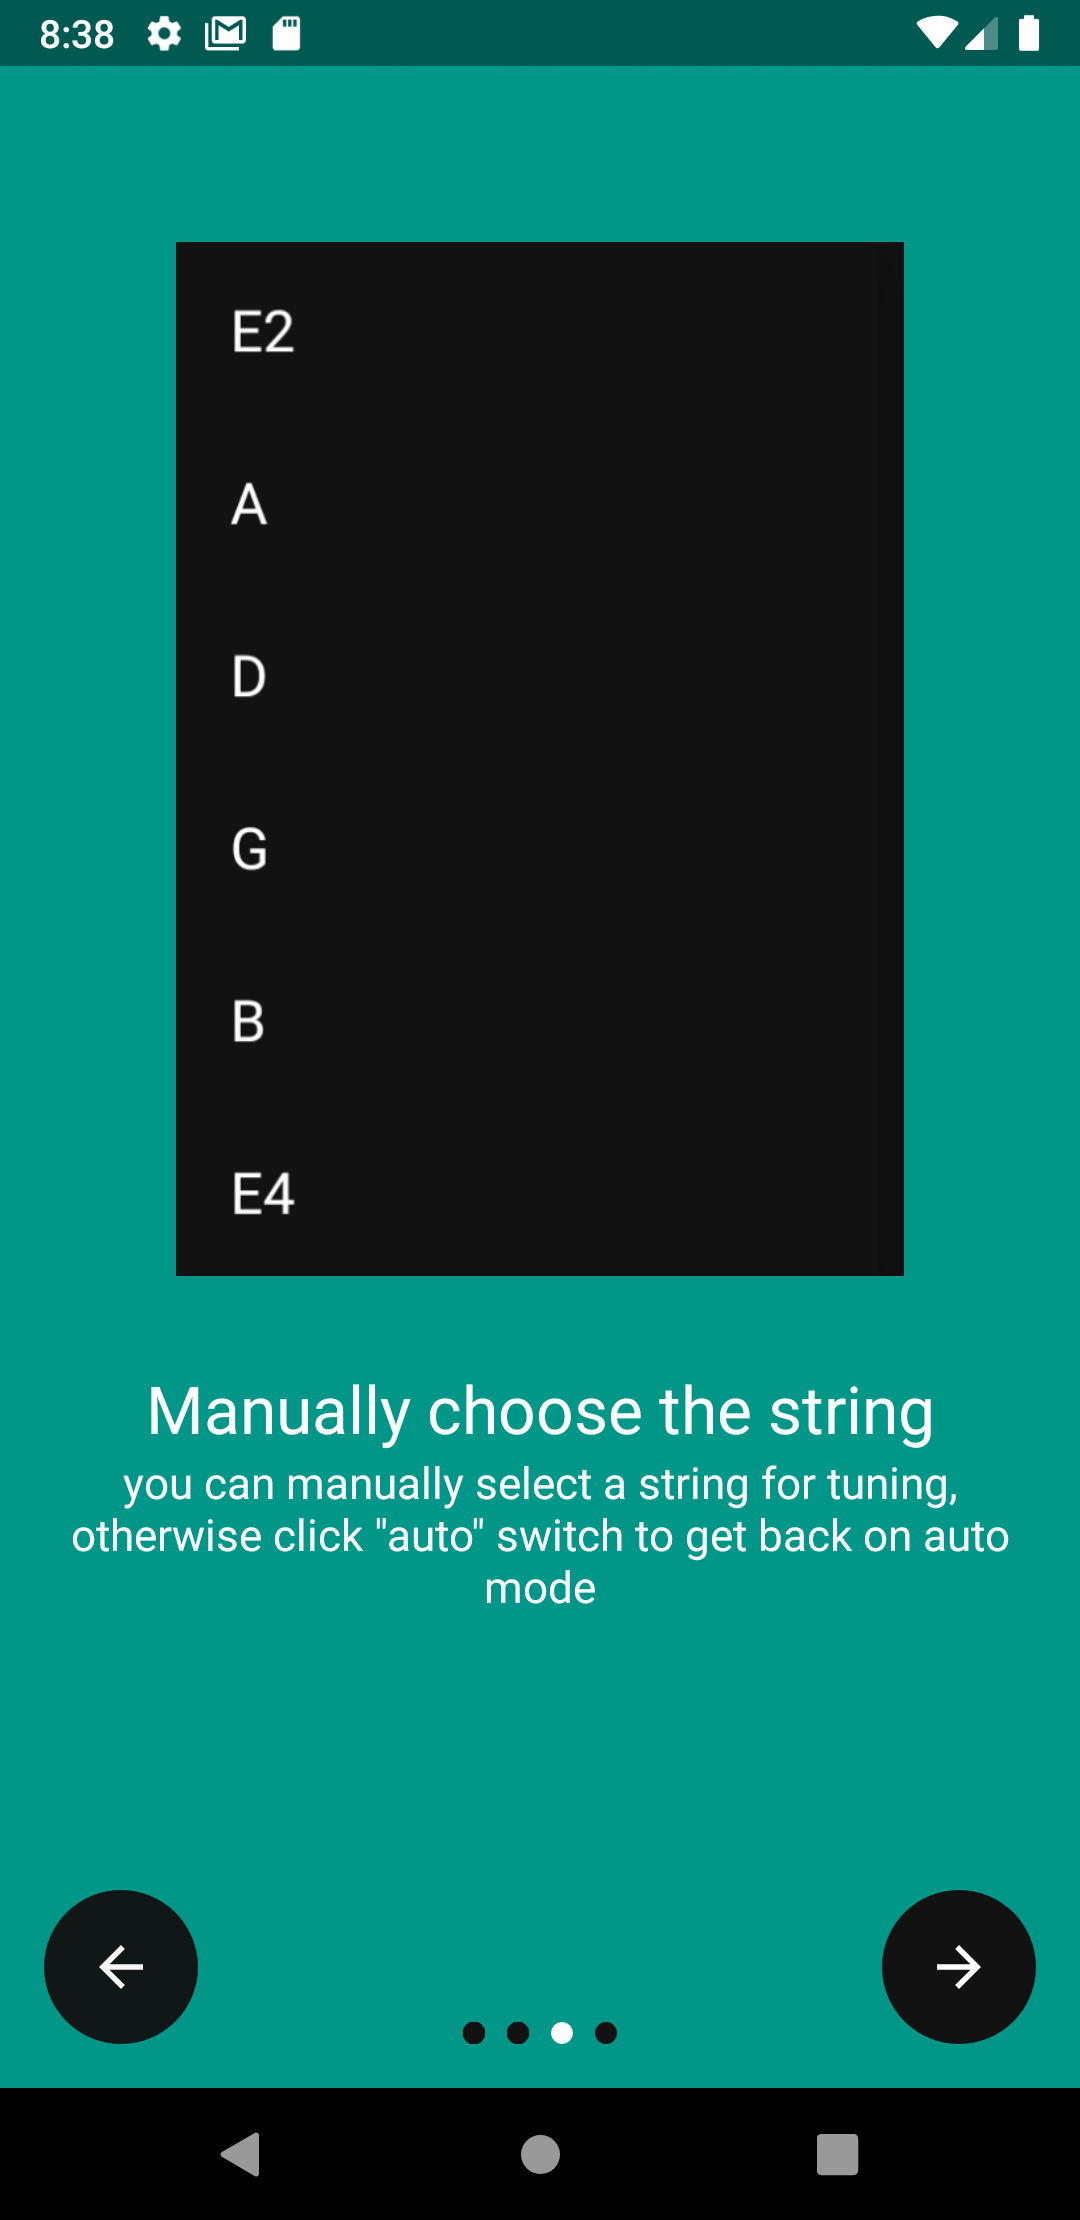 8:38
E2
A
D
G
B
E4
Manually choose the string
you can manually select a string for tuning,
otherwise click "auto" switch to get back on auto
mode